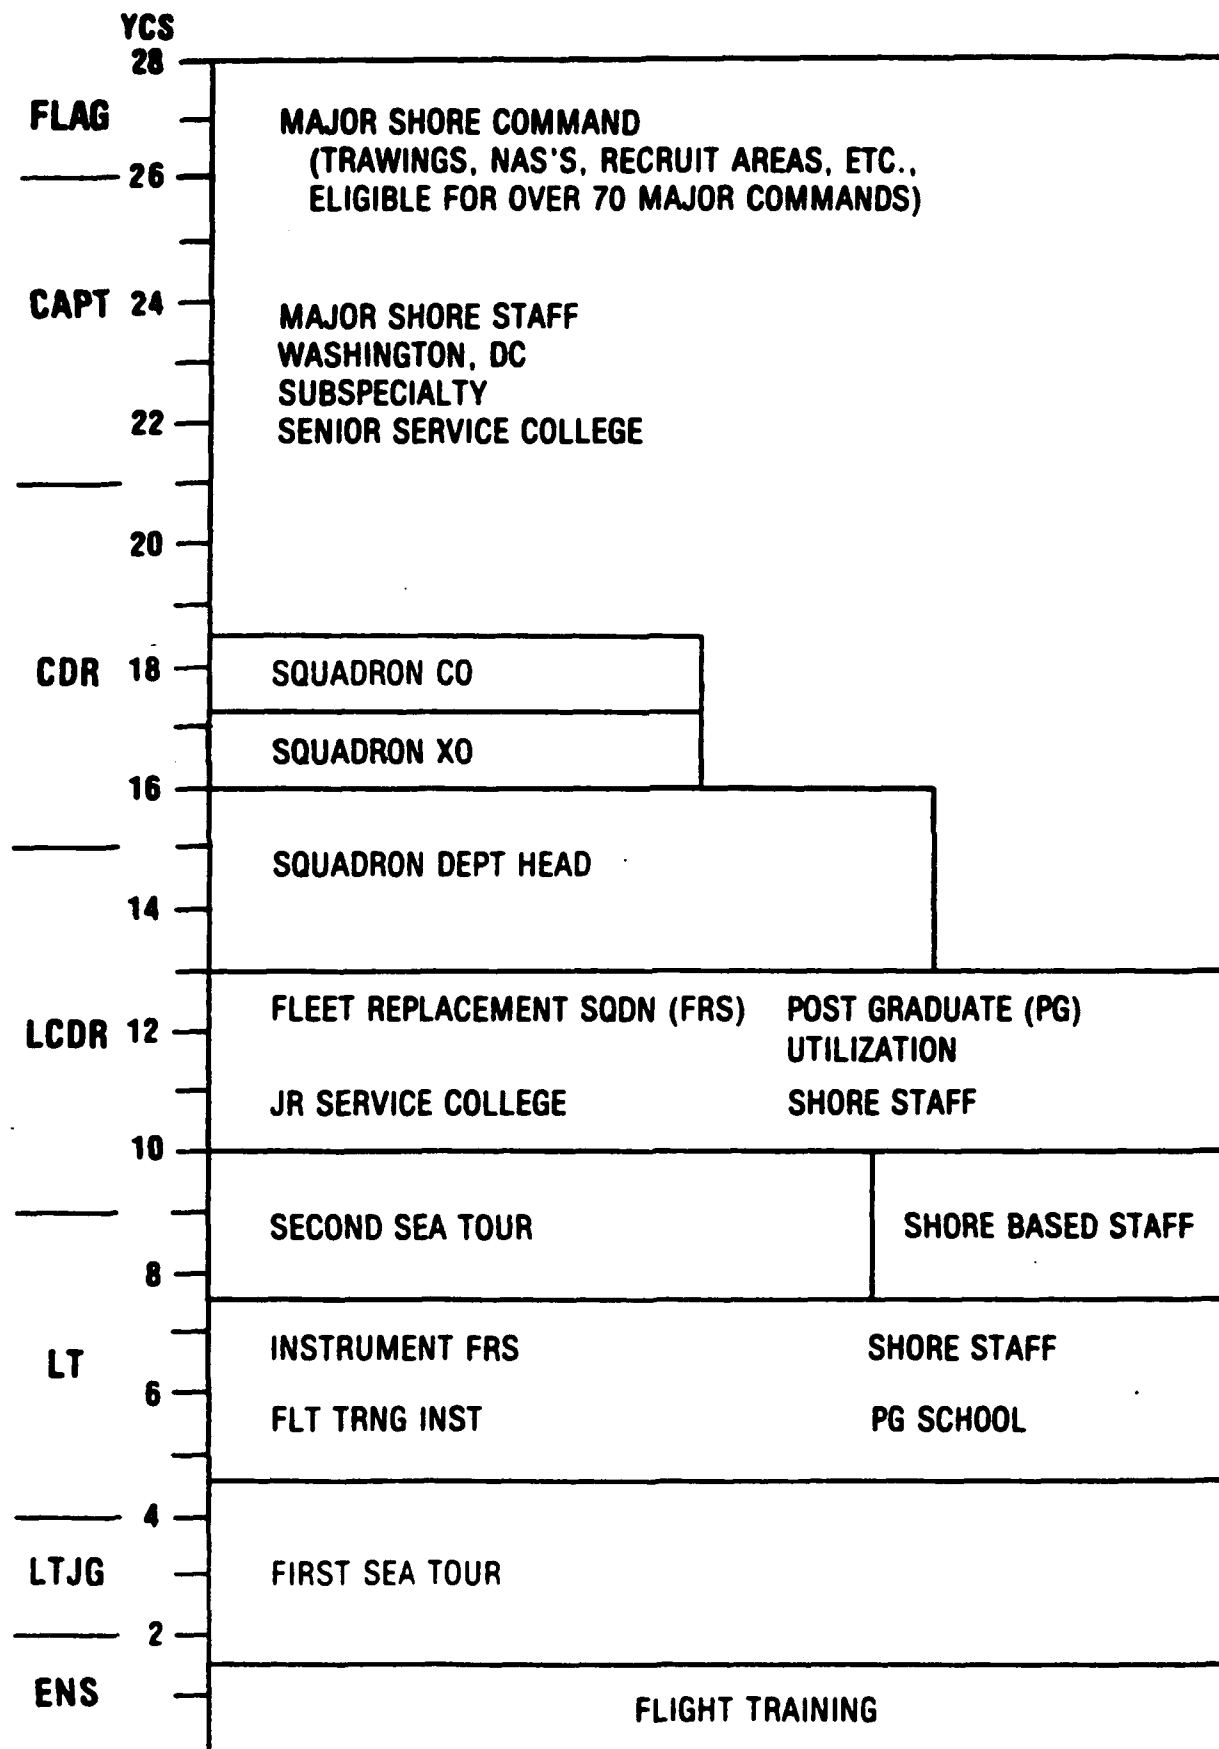 YCS
28
FLAG
MAJOR SHORE COMMAND
(TRAWINGS, NAS'S, RECRUIT AREAS, ETC.,
26
ELIGIBLE FOR OVER 70 MAJOR COMMANDS)
CAPT 24
MAJOR SHORE STAFF
WASHINGTON, DC
SUBSPECIALTY
22
SENIOR SERVICE COLLEGE
20
CDR 18
SQUADRON CO
SQUADRON XO
16
SQUADRON DEPT HEAD
14
FLEET REPLACEMENT SQDN (FRS) POST GRADUATE (PG)
LCDR 12
UTILIZATION
JR SERVICE COLLEGE SHORE STAFF
10
SECOND SEA TOUR SHORE BASED STAFF
8
INSTRUMENT FRS SHORE STAFF
LT
6
FLT TRNG INST PG SCHOOL
4
LTJG FIRST SEA TOUR
2
ENS
FLIGHT TRAINING